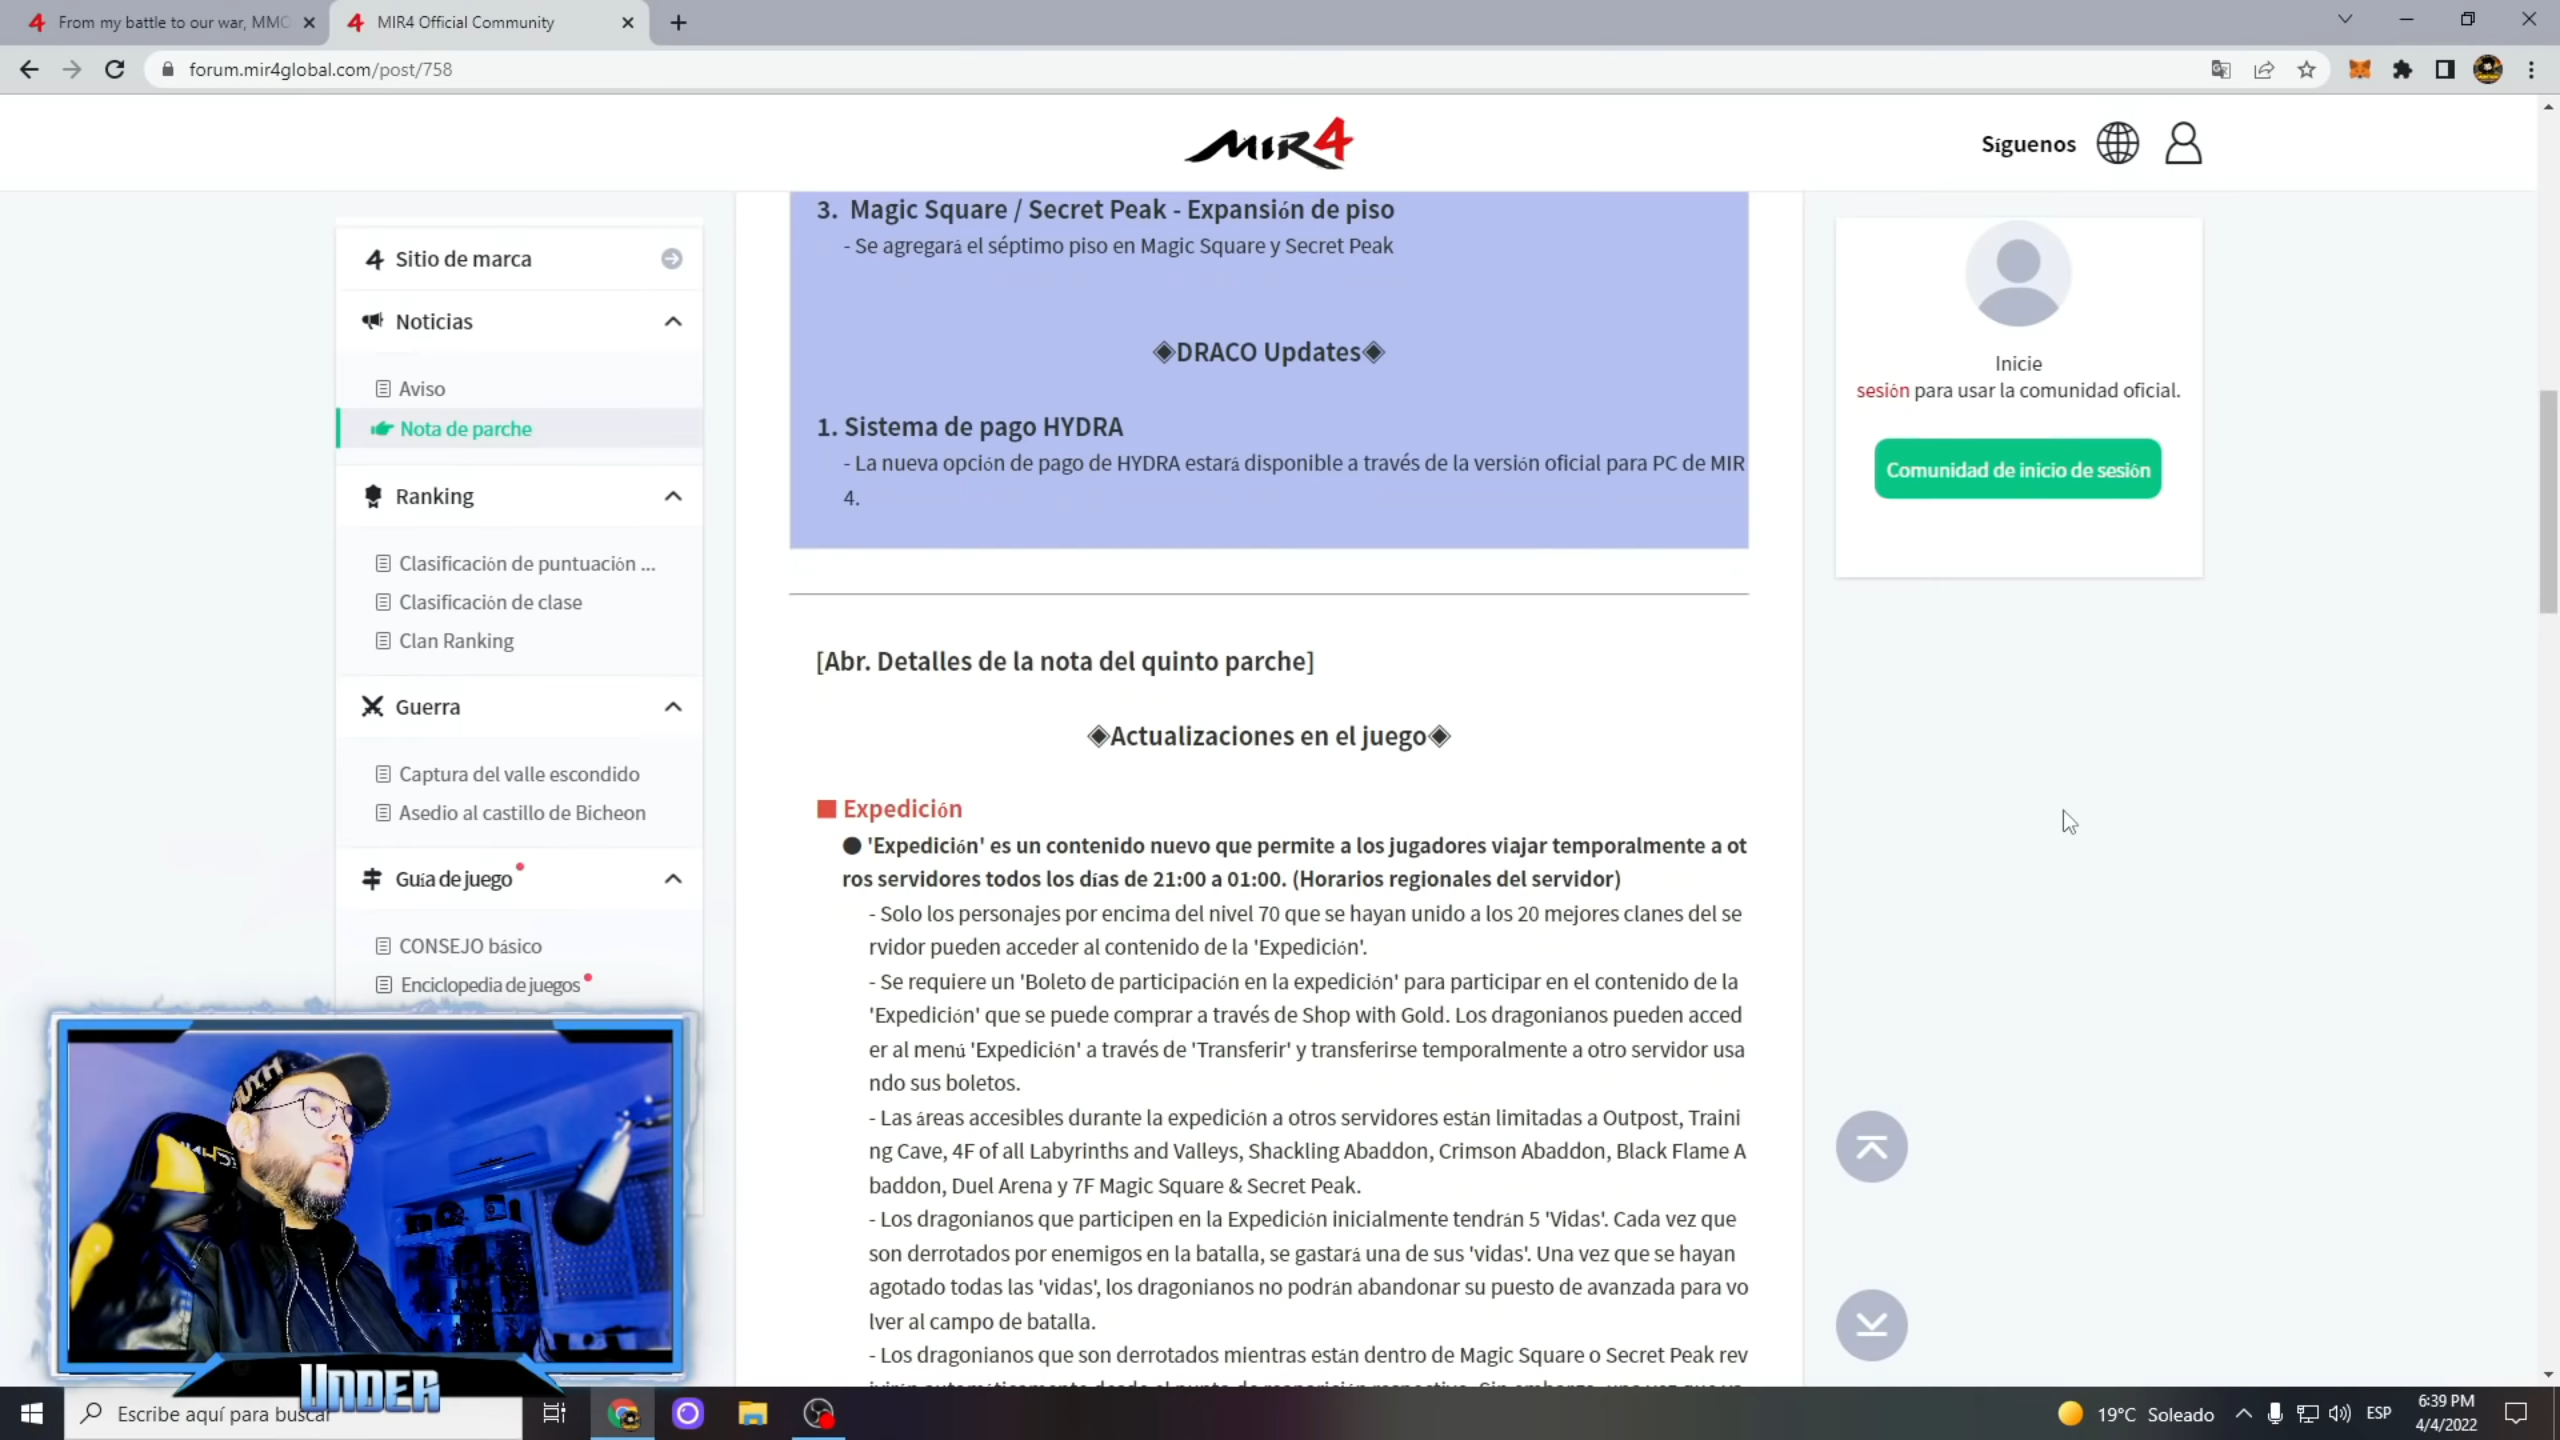 From my battle to our war, MMO
MIR4 Official Community
forum.mir4global.com/post/758
MIR4
Síguenos
Sitio de marca
Noticias
Aviso
Nota de parche
Ranking
Clasificación de puntuación ...
Clasificación de clase
Clan Ranking
Guerra
Captura del valle escondido
Asedio al castillo de Bicheon
Guía de juego
CONSEJO básico
Enciclopedia de juegos
3. Magic Square / Secret Peak - Expansión de piso
- Se agregará el séptimo piso en Magic Square y Secret Peak
◈DRACO Updates◈
1. Sistema de pago HYDRA
- La nueva opción de pago de HYDRA estará disponible a través de la versión oficial para PC de MIR
4.
[Abr. Detalles de la nota del quinto parche]
◈Actualizaciones en el juego◈
■ Expedición
● 'Expedición' es un contenido nuevo que permite a los jugadores viajar temporalmente a ot
ros servidores todos los días de 21:00 a 01:00. (Horarios regionales del servidor)
- Solo los personajes por encima del nivel 70 que se hayan unido a los 20 mejores clanes del se
rvidor pueden acceder al contenido de la 'Expedición'.
- Se requiere un 'Boleto de participación en la expedición' para participar en el contenido de la
'Expedición' que se puede comprar a través de Shop with Gold. Los dragonianos pueden acced
er al menú 'Expedición' a través de 'Transferir' y transferirse temporalmente a otro servidor usa
ndo sus boletos.
- Las áreas accesibles durante la expedición a otros servidores están limitadas a Outpost, Traini
ng Cave, 4F of all Labyrinths and Valleys, Shackling Abaddon, Crimson Abaddon, Black Flame A
baddon, Duel Arena y 7F Magic Square & Secret Peak.
- Los dragonianos que participen en la Expedición inicialmente tendrán 5 'Vidas'. Cada vez que
son derrotados por enemigos en la batalla, se gastará una de sus 'vidas'. Una vez que se hayan
agotado todas las 'vidas', los dragonianos no podrán abandonar su puesto de avanzada para vo
lver al campo de batalla.
- Los dragonianos que son derrotados mientras están dentro de Magic Square o Secret Peak rev
Inicie
sesión para usar la comunidad oficial.
Comunidad de inicio de sesión
UNDER
Escribe aquí para buscar
19°C Soleado
ESP
6:39 PM
4/4/2022